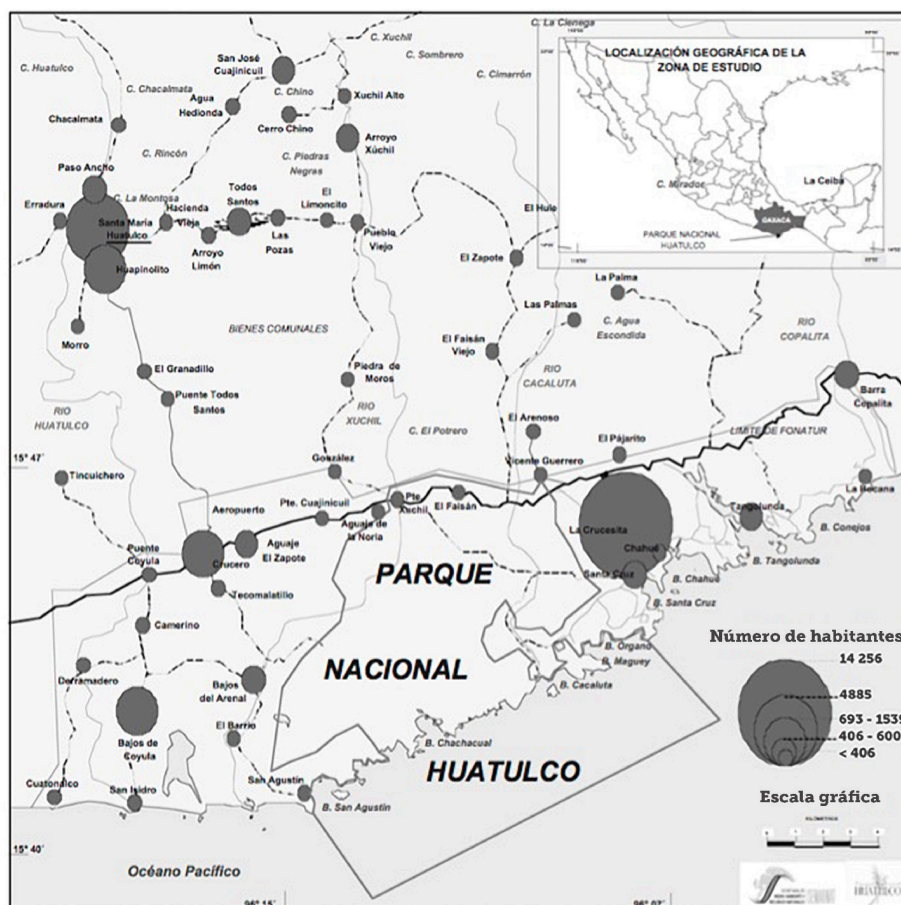 C. La Cienega
C. Xuchil
C. Huatulco
San José
Cuajinicuil
C. Sombrero
C. Cimarrón
LOCALIZACIÓN GEOGRÁFICA DE LA
ZONA DE ESTUDIO
C. Chacalmata
C. Chino
Xuchil Alto
Agua
Hedionda
Chacalmata
Cerro Chino
Arroyo
Xúchil
C. Rincón
C. Piedras
Negras
Paso Ancho
C. La Montosa
Todos
Santos
El
Limoncito
C. Mirador
La Ceiba
OAXACA
PARQUE NACIONAL
HUATULCO
Erradura
Santa María
Huatulco
Hacienda
Vieja
Arroyo
Limón
Las
Pozas
Pueblo
Viejo
El Hule
El Zapote
Huapinolito
La Palma
Las Palmas
C. Agua
Escondida
RIO
COPALITA
Morro
BIENES COMUNALES
El Faisán
Viejo
El Granadillo
Piedra de
Moros
RIO
CACALUTA
Puente Todos
Santos
Barra
Copalita
RIO
HUATULCO
RIO
XUCHIL
El Arenoso
C. El Potrero
El Pájarito
LIMITE DE FONATUR
15° 47'
Tincuichero
González
Vicente Guerrero
La Bocana
Aeropuerto
Pte. Cuajinicuil
Pte
Xuchil
El Faisán
Aguaje de
la Noria
Tangolunda
B. Conejos
La Crucesita
Puente
Coyula
Crucero
Aguaje
El Zapote
Chahué
B. Tangolunda
PARQUE
Santa Cruz
B. Chahué
Tecomalatillo
B. Santa Cruz
Camerino
Número de habitantes
B. Organo
B. Maguey
14 256
Derramadero
NACIONAL
Bajos
del Arenal
B. Cacaluta
4885
693 - 1539
El Barrio
Bajos de
Coyula
406 - 600
B. Chachacual
< 406
HUATULCO
San Agustín
Cuatonalco
San Isidro
B. San Agustín
Escala gráfica
KILÓMETROS
15° 40'
Océano Pacífico
HUATULCO
96° 15'
96° 07'